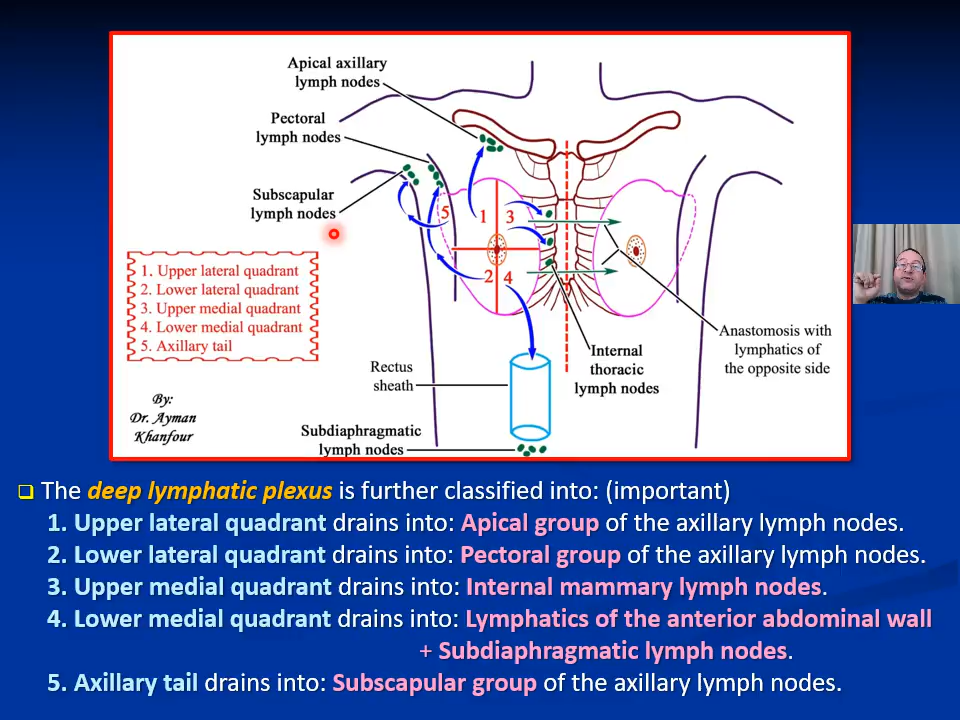 Apical axillary
lymph nodes
Pectoral
lymph nodes
Subscapular
lymph nodes
5
1
3
2
4
1. Upper lateral quadrant
2. Lower lateral quadrant
3. Upper medial quadrant
4. Lower medial quadrant
5. Axillary tail
Anastomosis with
lymphatics of
the opposite side
Internal
thoracic
lymph nodes
Rectus
sheath
By:
Dr. Ayman
Khanfour
Subdiaphragmatic
lymph nodes
The deep lymphatic plexus is further classified into: (important)
1. Upper lateral quadrant drains into: Apical group of the axillary lymph nodes.
2. Lower lateral quadrant drains into: Pectoral group of the axillary lymph nodes.
3. Upper medial quadrant drains into: Internal mammary lymph nodes.
4. Lower medial quadrant drains into: Lymphatics of the anterior abdominal wall
+ Subdiaphragmatic lymph nodes.
5. Axillary tail drains into: Subscapular group of the axillary lymph nodes.